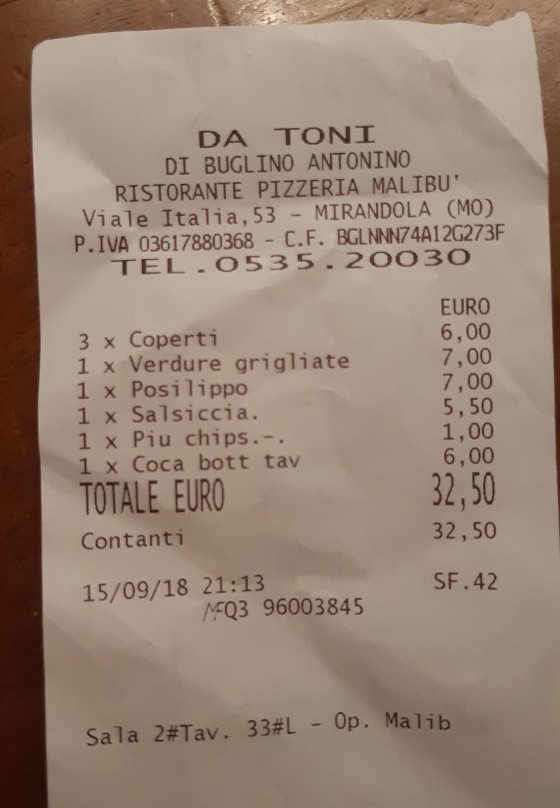 DA TONI
DI BUGLINO ANTONINO
RISTORANTE PIZZERIA MALIBU'
Viale Italia,53 - MIRANDOLA (MO)
P.IVA 03617880368 - C.F. BGLNNN74A12G273F
TEL.0535.20030
EURO
3 x Coperti 6,00
1 x Verdure grigliate 7,00
1 x Posilippo 7,00
1 x Salsiccia. 5,50
1 x Piu chips.-. 1,00
1 x Coca bott tav 6,00
TOTALE EURO 32,50
Contanti 32,50
15/09/18 21:13 SF.42
MFQ3 96003845
Sala 2#Tav. 33#L - Op. Malib